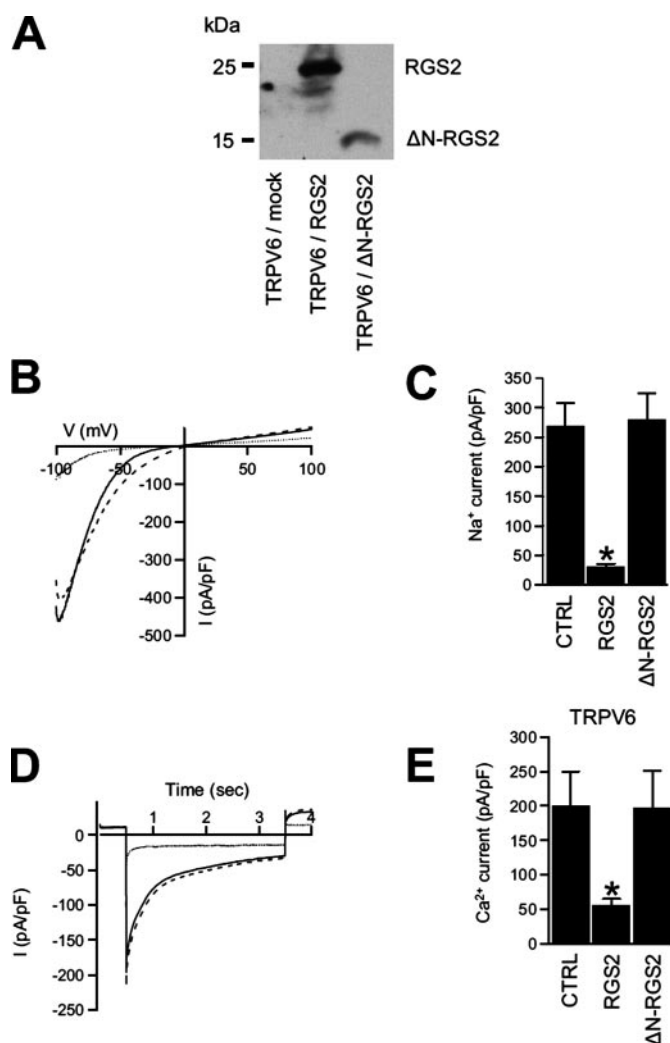 A
kDa
25
RGS2
15
ΔN-RGS2
TRPV6 / mock
TRPV6 / RGS2
TRPV6 / ΔN-RGS2
B
V (mV)
-100
-50
50
100
-100
-200
-300
-400
-500
I (pA/pF)
C
Na⁺ current (pA/pF)
350
300
250
200
150
100
50
0
*
CTRL
RGS2
ΔN-RGS2
D
Time (sec)
1
2
3
4
0
-50
-100
-150
-200
-250
I (pA/pF)
TRPV6
E
Ca²⁺ current (pA/pF)
300
250
200
150
100
50
0
*
CTRL
RGS2
ΔN-RGS2